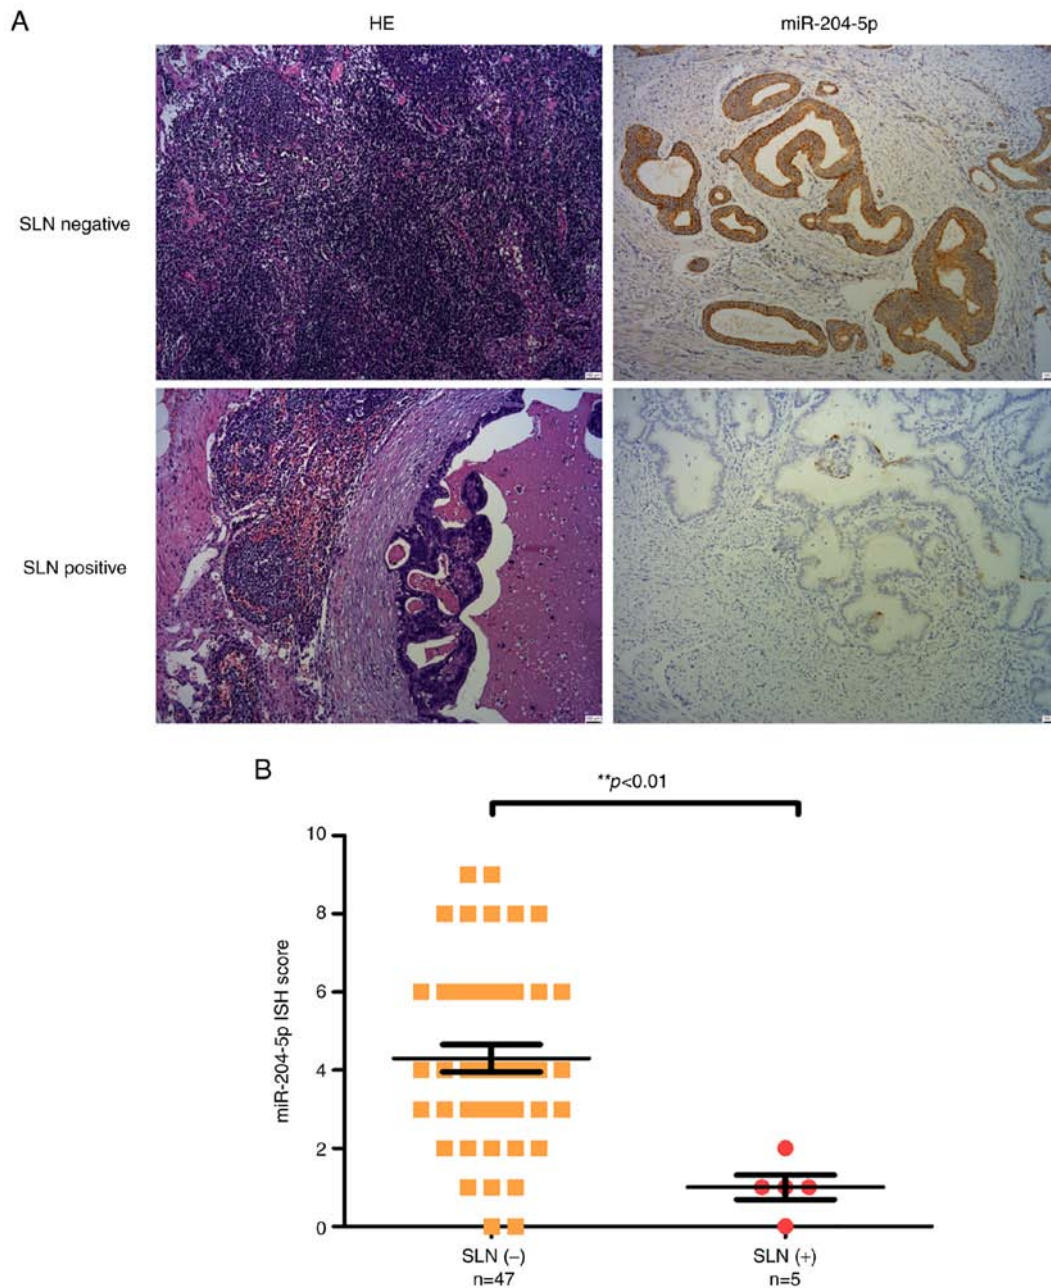 A
HE
miR-204-5p
SLN negative
SLN positive
B
**p<0.01
10
8
6
4
2
0
miR-204-5p ISH score
SLN (–)
n=47
SLN (+)
n=5